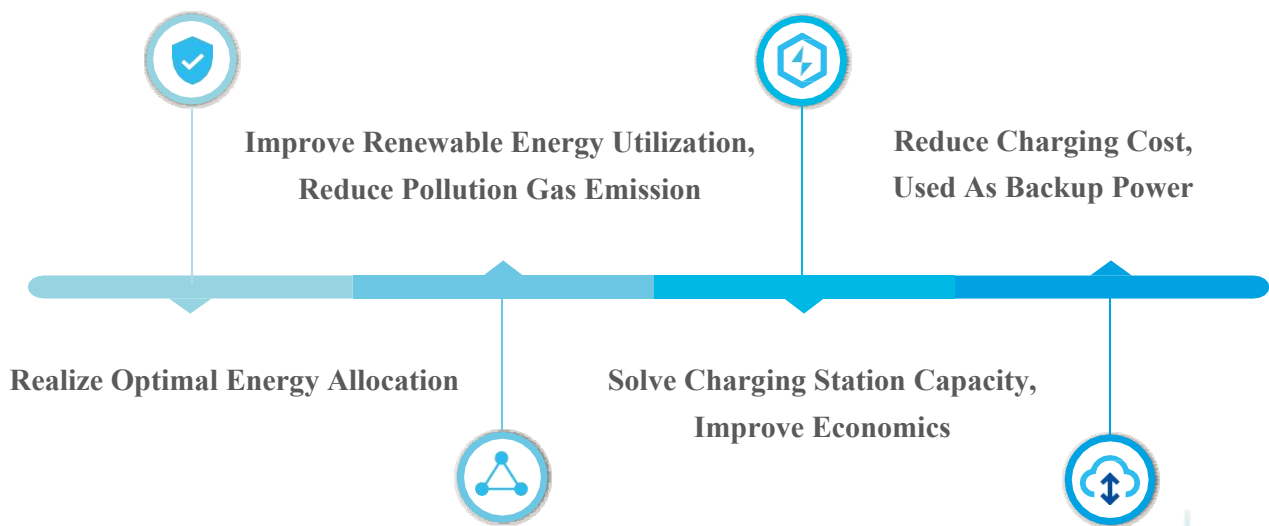 Improve Renewable Energy Utilization,
Reduce Pollution Gas Emission
Reduce Charging Cost,
Used As Backup Power
Realize Optimal Energy Allocation
Solve Charging Station Capacity,
Improve Economics